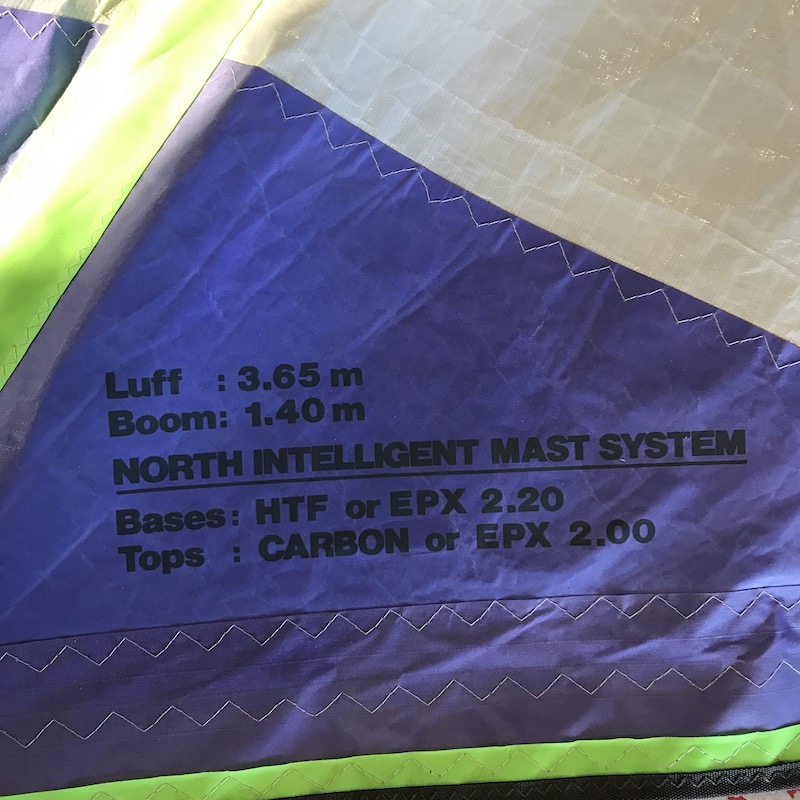 Luff : 3.65 m
Boom: 1.40 m
NORTH INTELLIGENT MAST SYSTEM
Bases: HTF or EPX 2.20
Tops : CARBON or EPX 2.00